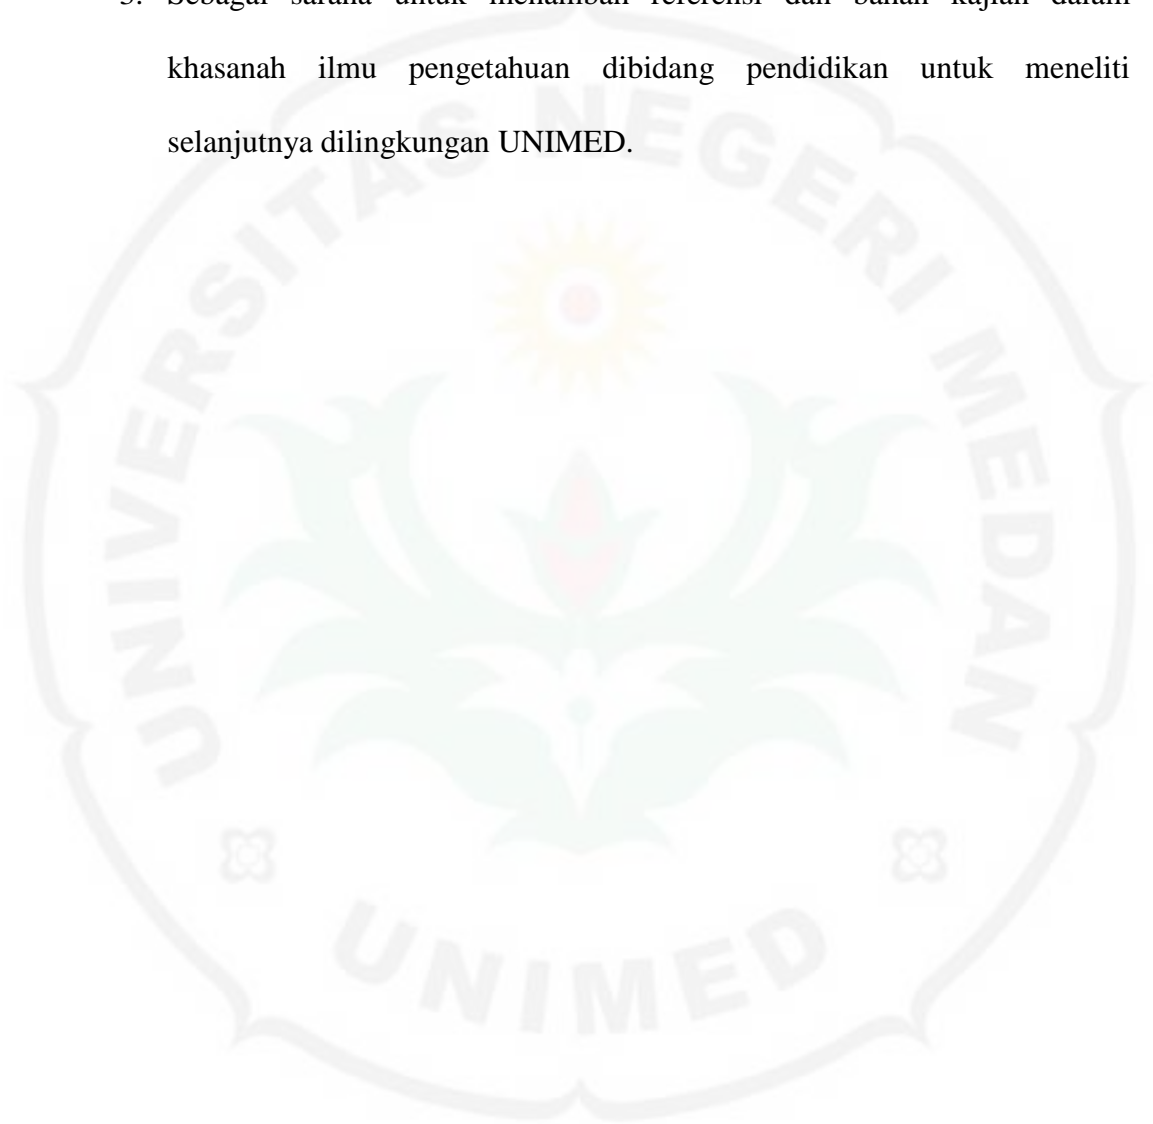 Sebagai sarana untuk menambah referensi dan bahan kajian dalam
khasanah ilmu pengetahuan dibidang pendidikan untuk meneliti
selanjutnya dilingkungan UNIMED.
UNIVERSITAS NEGERI MEDAN
UNIMED